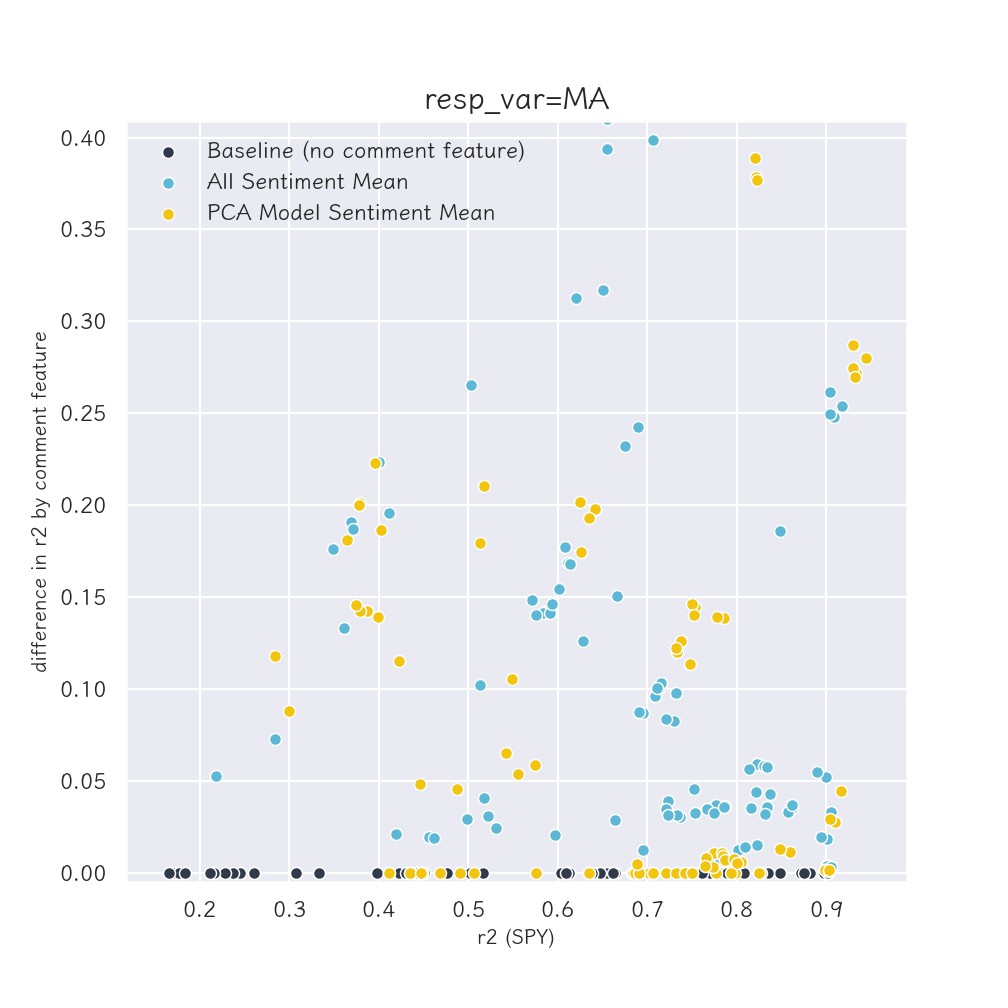 resp_var=MA
0.40
0.35
0.30
0.25
0.20
0.15
0.10
0.05
0.00
difference in r2 by comment feature
Baseline (no comment feature)
All Sentiment Mean
PCA Model Sentiment Mean
0.2 0.3 0.4 0.5 0.6 0.7 0.8 0.9
r2 (SPY)